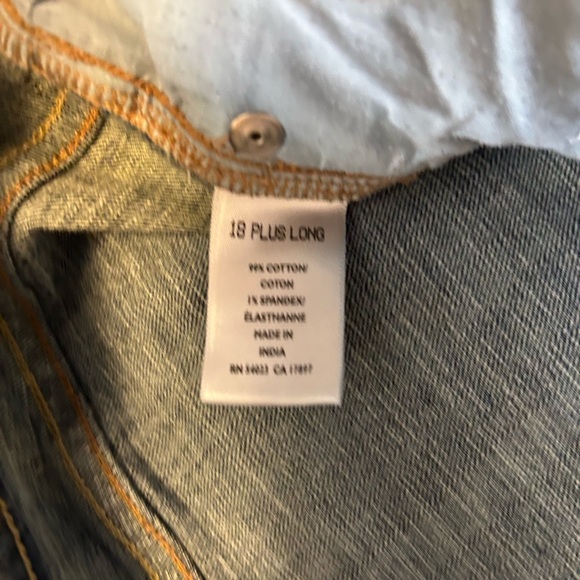 18 PLUS LONG
99% COTTON/
COTON
1% SPANDEX/
ÉLASTHANNE
MADE IN
INDIA
RN 54023 CA 17897